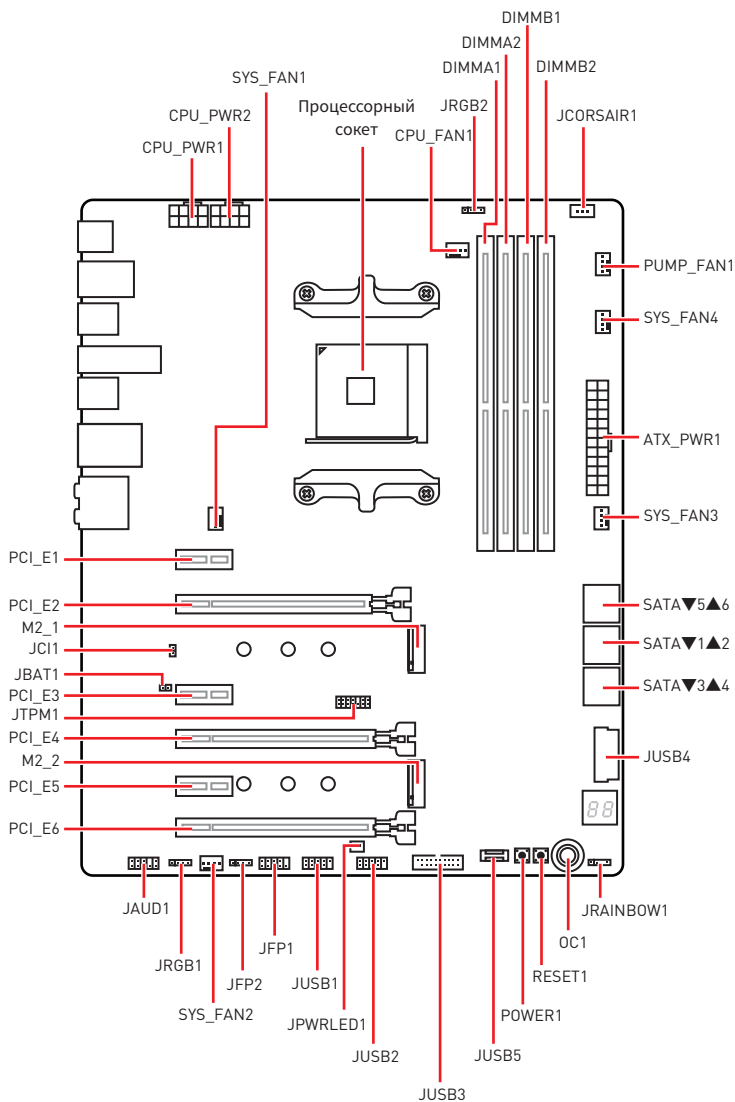 DIMMB1
DIMMA2
DIMMA1
DIMMB2
SYS_FAN1
JRGB2
Процессорный
сокет
CPU_PWR2
CPU_FAN1
JCORSAIR1
CPU_PWR1
PUMP_FAN1
SYS_FAN4
ATX_PWR1
SYS_FAN3
PCI_E1
PCI_E2
SATA▼5▲6
M2_1
JCI1
SATA▼1▲2
JBAT1
PCI_E3
SATA▼3▲4
JTPM1
PCI_E4
M2_2
JUSB4
PCI_E5
88
PCI_E6
JAUD1
JRAINBOW1
JRGB1
JFP2
JFP1
JUSB1
OC1
RESET1
SYS_FAN2
JPWRLED1
POWER1
JUSB2
JUSB5
JUSB3